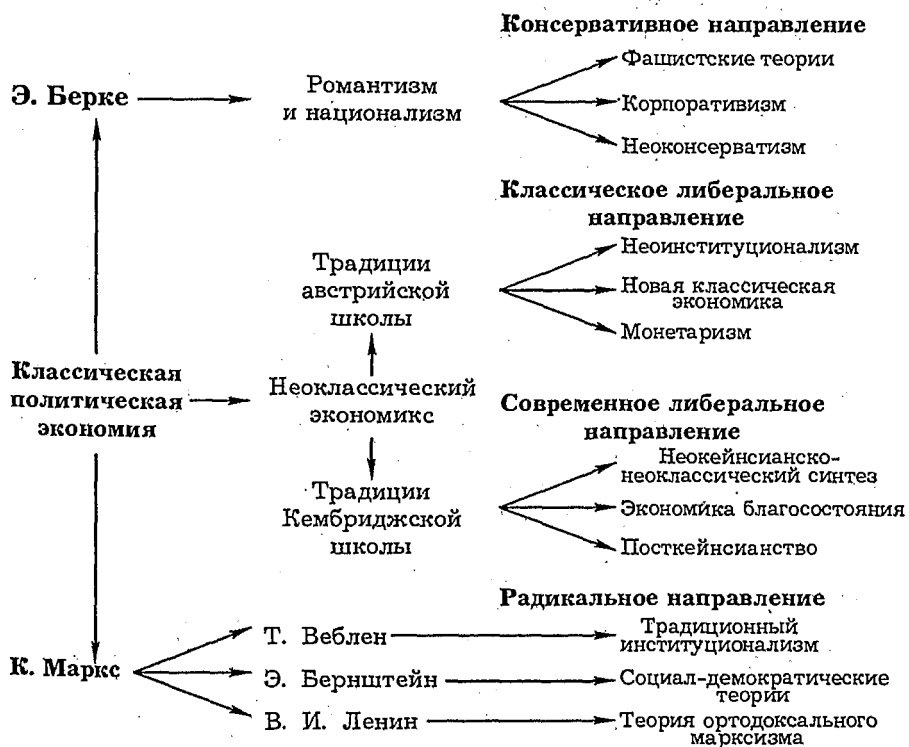 Консервативное направление
Фашистские теории
Э. Берке
Романтизм
и национализм
Корпоративизм
Неоконсерватизм
Классическое либеральное
направление
Неоинституционализм
Традиции
австрийской
школы
Новая классическая
экономика
Монетаризм
Классическая
политическая
экономия
Неоклассический
экономикс
Современное либеральное
направление
Неокейнсианско-
неоклассический синтез
Традиции
Кембриджской
школы
Экономика благосостояния
Посткейнсианство
Радикальное направление
Т. Веблен
Традиционный
институционализм
К. Маркс
Э. Бернштейн
Социал-демократические
теории
В. И. Ленин
Теория ортодоксального
марксизма